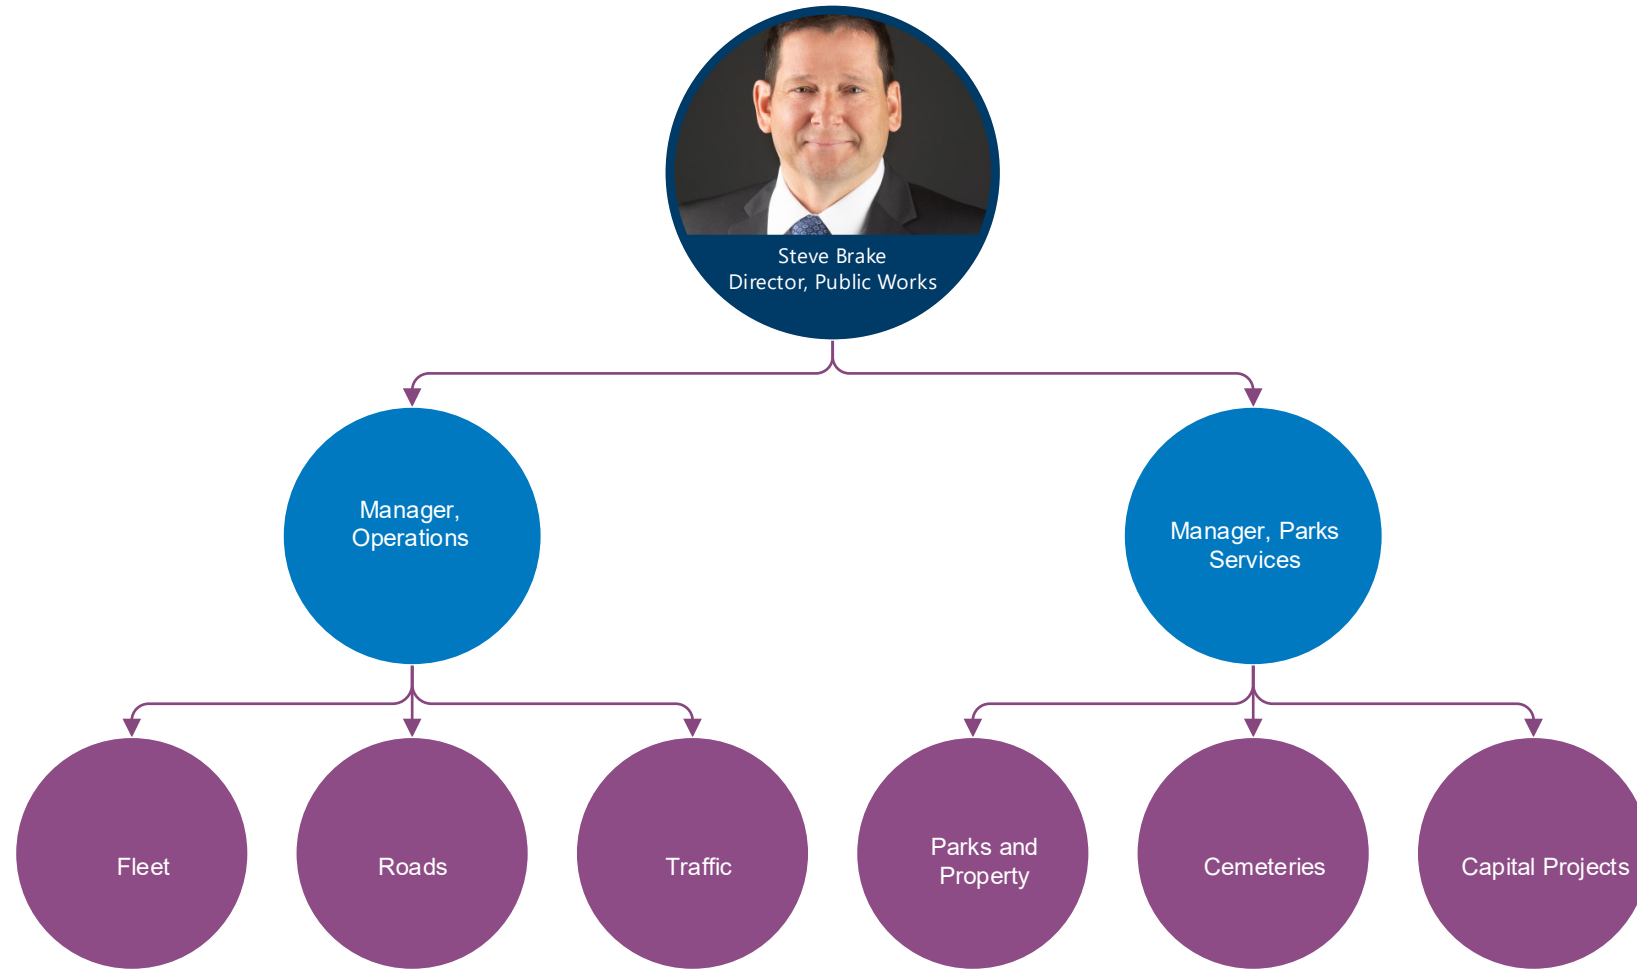 Steve Brake
Director, Public Works
Manager,
Operations
Manager, Parks
Services
Fleet
Roads
Traffic
Parks and
Property
Cemeteries
Capital Projects